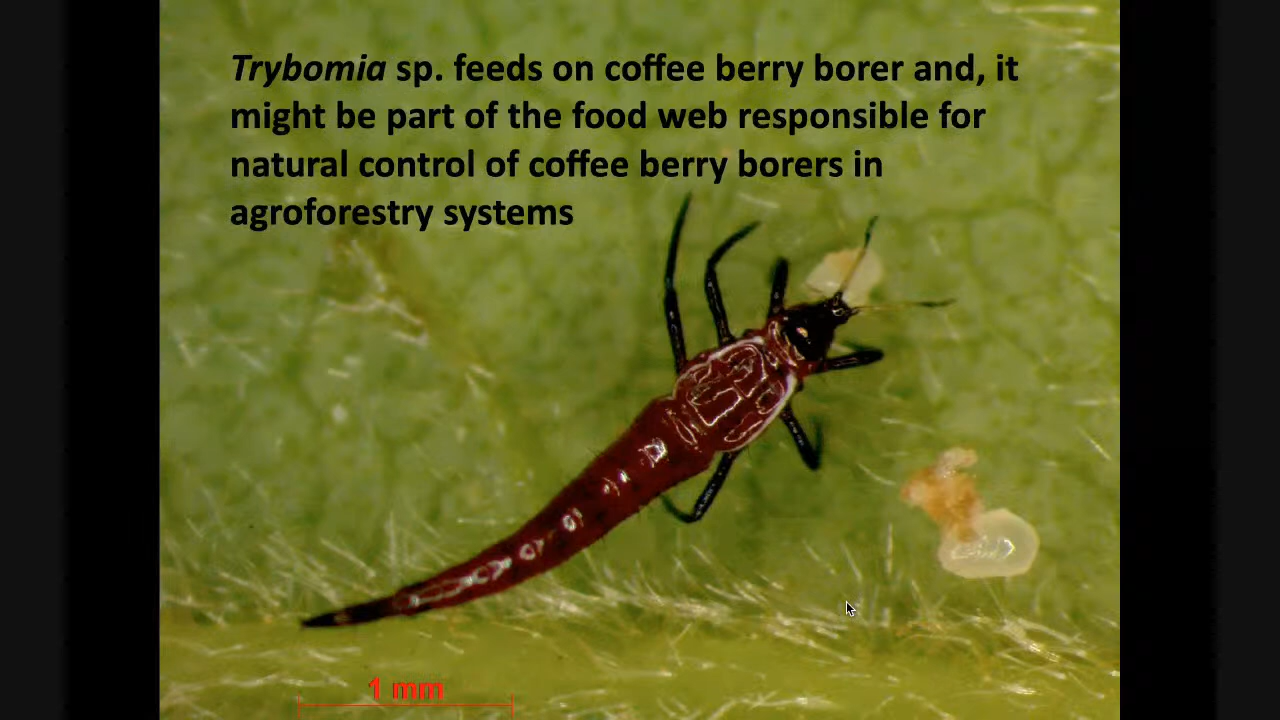 Trybomia sp. feeds on coffee berry borer and, it
might be part of the food web responsible for
natural control of coffee berry borers in
agroforestry systems
1 mm